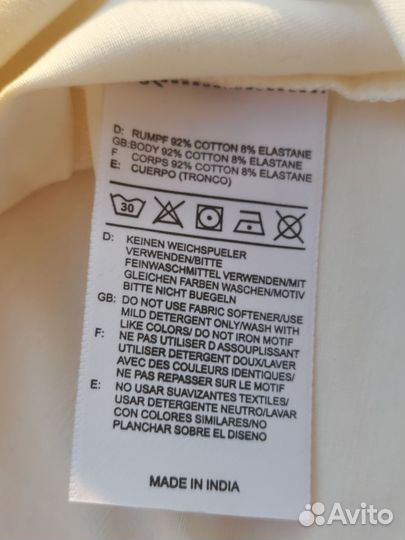 D: RUMPF 92% COTTON 8% ELASTANE
GB:BODY 92% COTTON 8% ELASTANE
F CORPS 92% COTTON 8% ELASTANE
E: CUERPO (TRONCO)
30
D: KEINEN WEICHSPUELER
VERWENDEN/BITTE
FEINWASCHMITTEL VERWENDEN/MIT
GLEICHEN FARBEN WASCHEN/MOTIV
BITTE NICHT BUEGELN
GB: DO NOT USE FABRIC SOFTENER/USE
MILD DETERGENT ONLY/WASH WITH
LIKE COLORS/ DO NOT IRON MOTIF
F: NE PAS UTILISER D ASSOUPLISSANT
UTILISER DETERGENT DOUX/LAVER
AVEC DES COULEURS IDENTIQUES/
NE PAS REPASSER SUR LE MOTIF
E: NO USAR SUAVIZANTES TEXTILES/
USAR DETERGENTE NEUTRO/LAVAR
CON COLORES SIMILARES/NO
PLANCHAR SOBRE EL DISENO
MADE IN INDIA
Avito